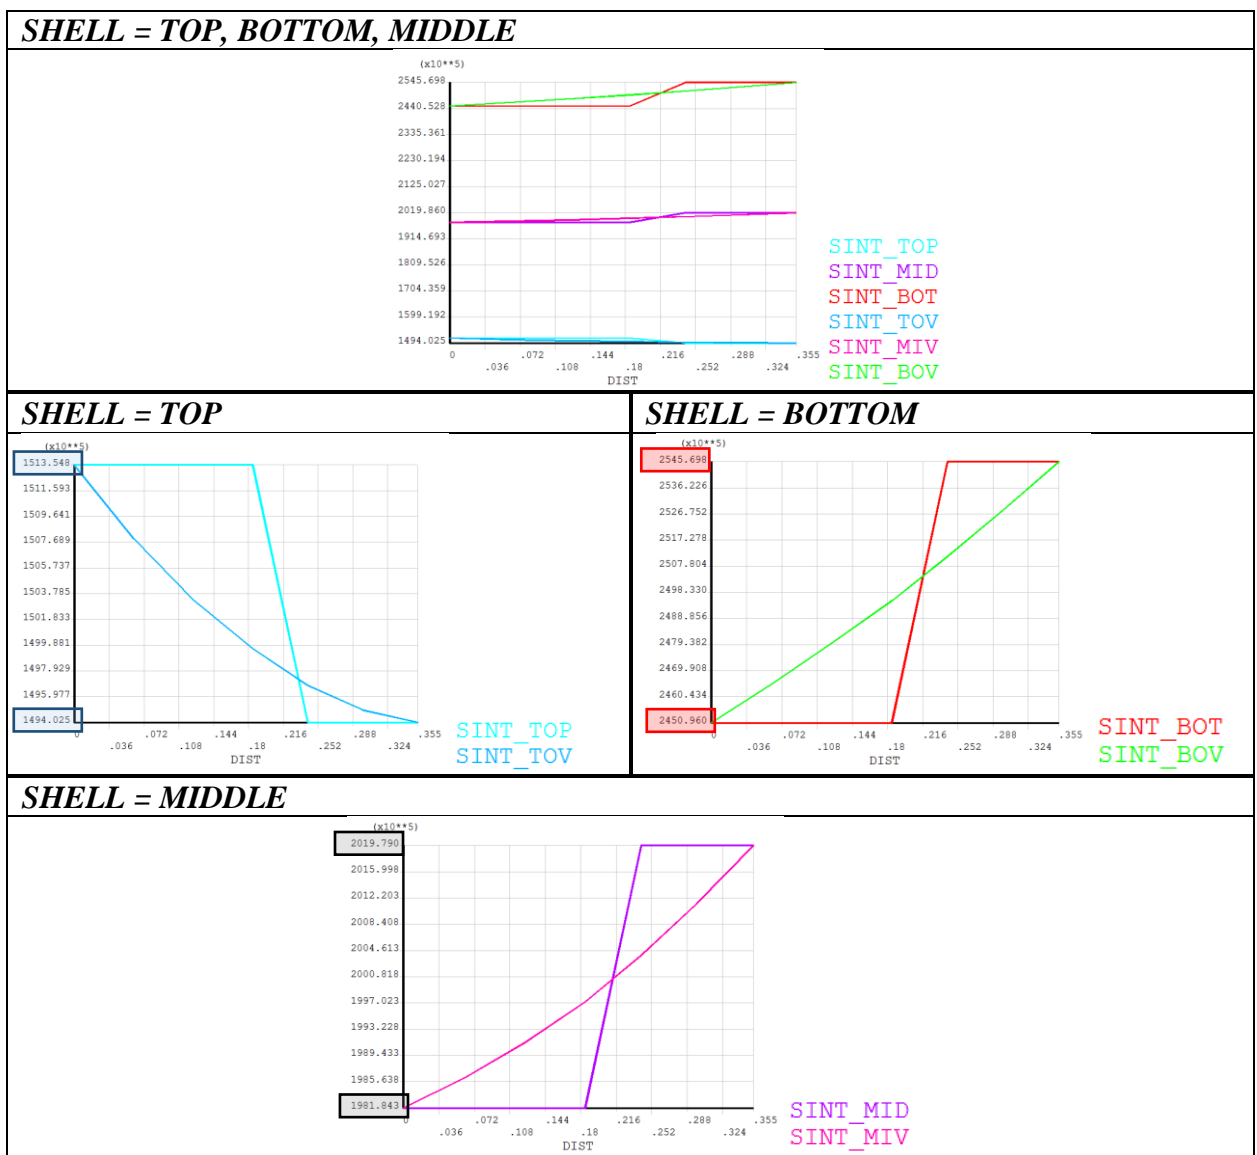 SHELL = TOP, BOTTOM, MIDDLE
(x10**5)
2545.698
2440.528
2335.361
2230.194
2125.027
2019.860
1914.693
1809.526
1704.359
1599.192
1494.025
0 .072 .144 .216 .288 .355
.036 .108 .18 .252 .324
DIST
SINT_TOP
SINT_MID
SINT_BOT
SINT_TOV
SINT_MIV
SINT_BOV
SHELL = TOP
(x10**5)
1513.548
1511.593
1509.641
1507.689
1505.737
1503.785
1501.833
1499.881
1497.929
1495.977
1494.025
0 .072 .144 .216 .288 .355
.036 .108 .18 .252 .324
DIST
SINT_TOP
SINT_TOV
SHELL = BOTTOM
(x10**5)
2545.698
2536.226
2526.752
2517.278
2507.804
2498.330
2488.856
2479.382
2469.908
2460.434
2450.960
0 .072 .144 .216 .288 .355
.036 .108 .18 .252 .324
DIST
SINT_BOT
SINT_BOV
SHELL = MIDDLE
(x10**5)
2019.790
2015.998
2012.203
2008.408
2004.613
2000.818
1997.023
1993.228
1989.433
1985.638
1981.843
0 .072 .144 .216 .288 .355
.036 .108 .18 .252 .324
DIST
SINT_MID
SINT_MIV